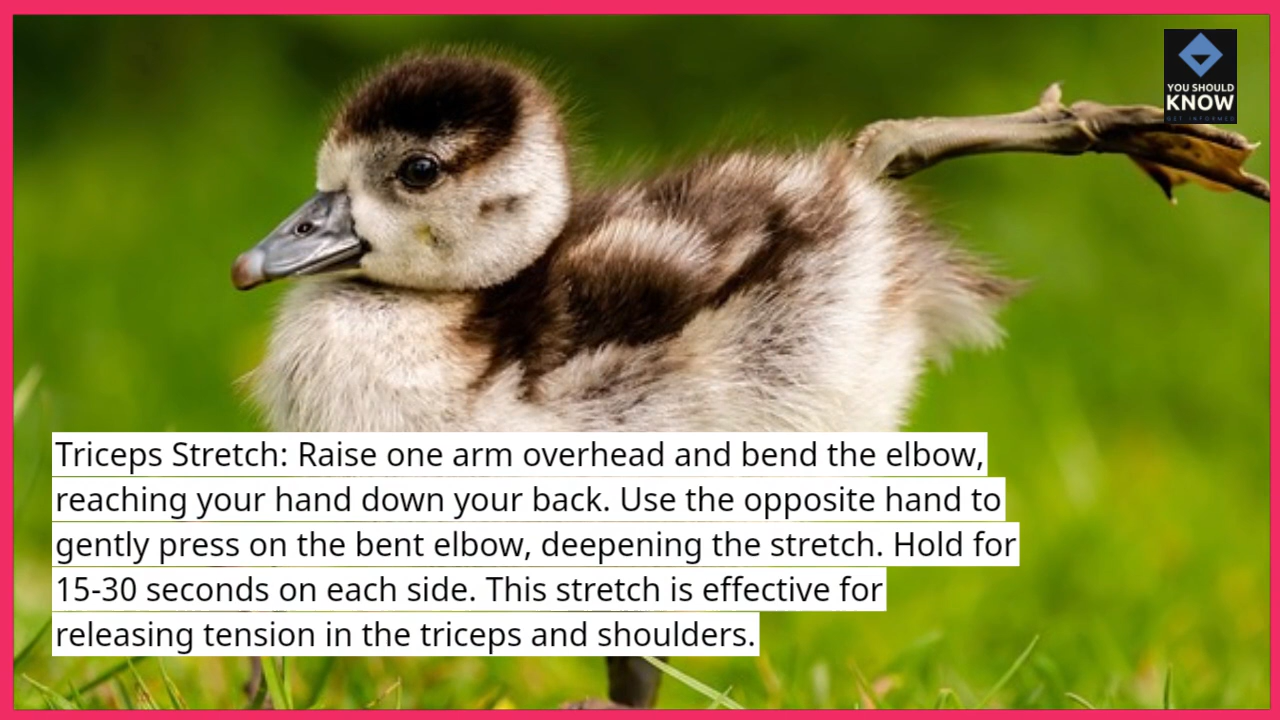 YOU SHOULD
KNOW
GET INFORMED
Triceps Stretch: Raise one arm overhead and bend the elbow,
reaching your hand down your back. Use the opposite hand to
gently press on the bent elbow, deepening the stretch. Hold for
15-30 seconds on each side. This stretch is effective for
releasing tension in the triceps and shoulders.